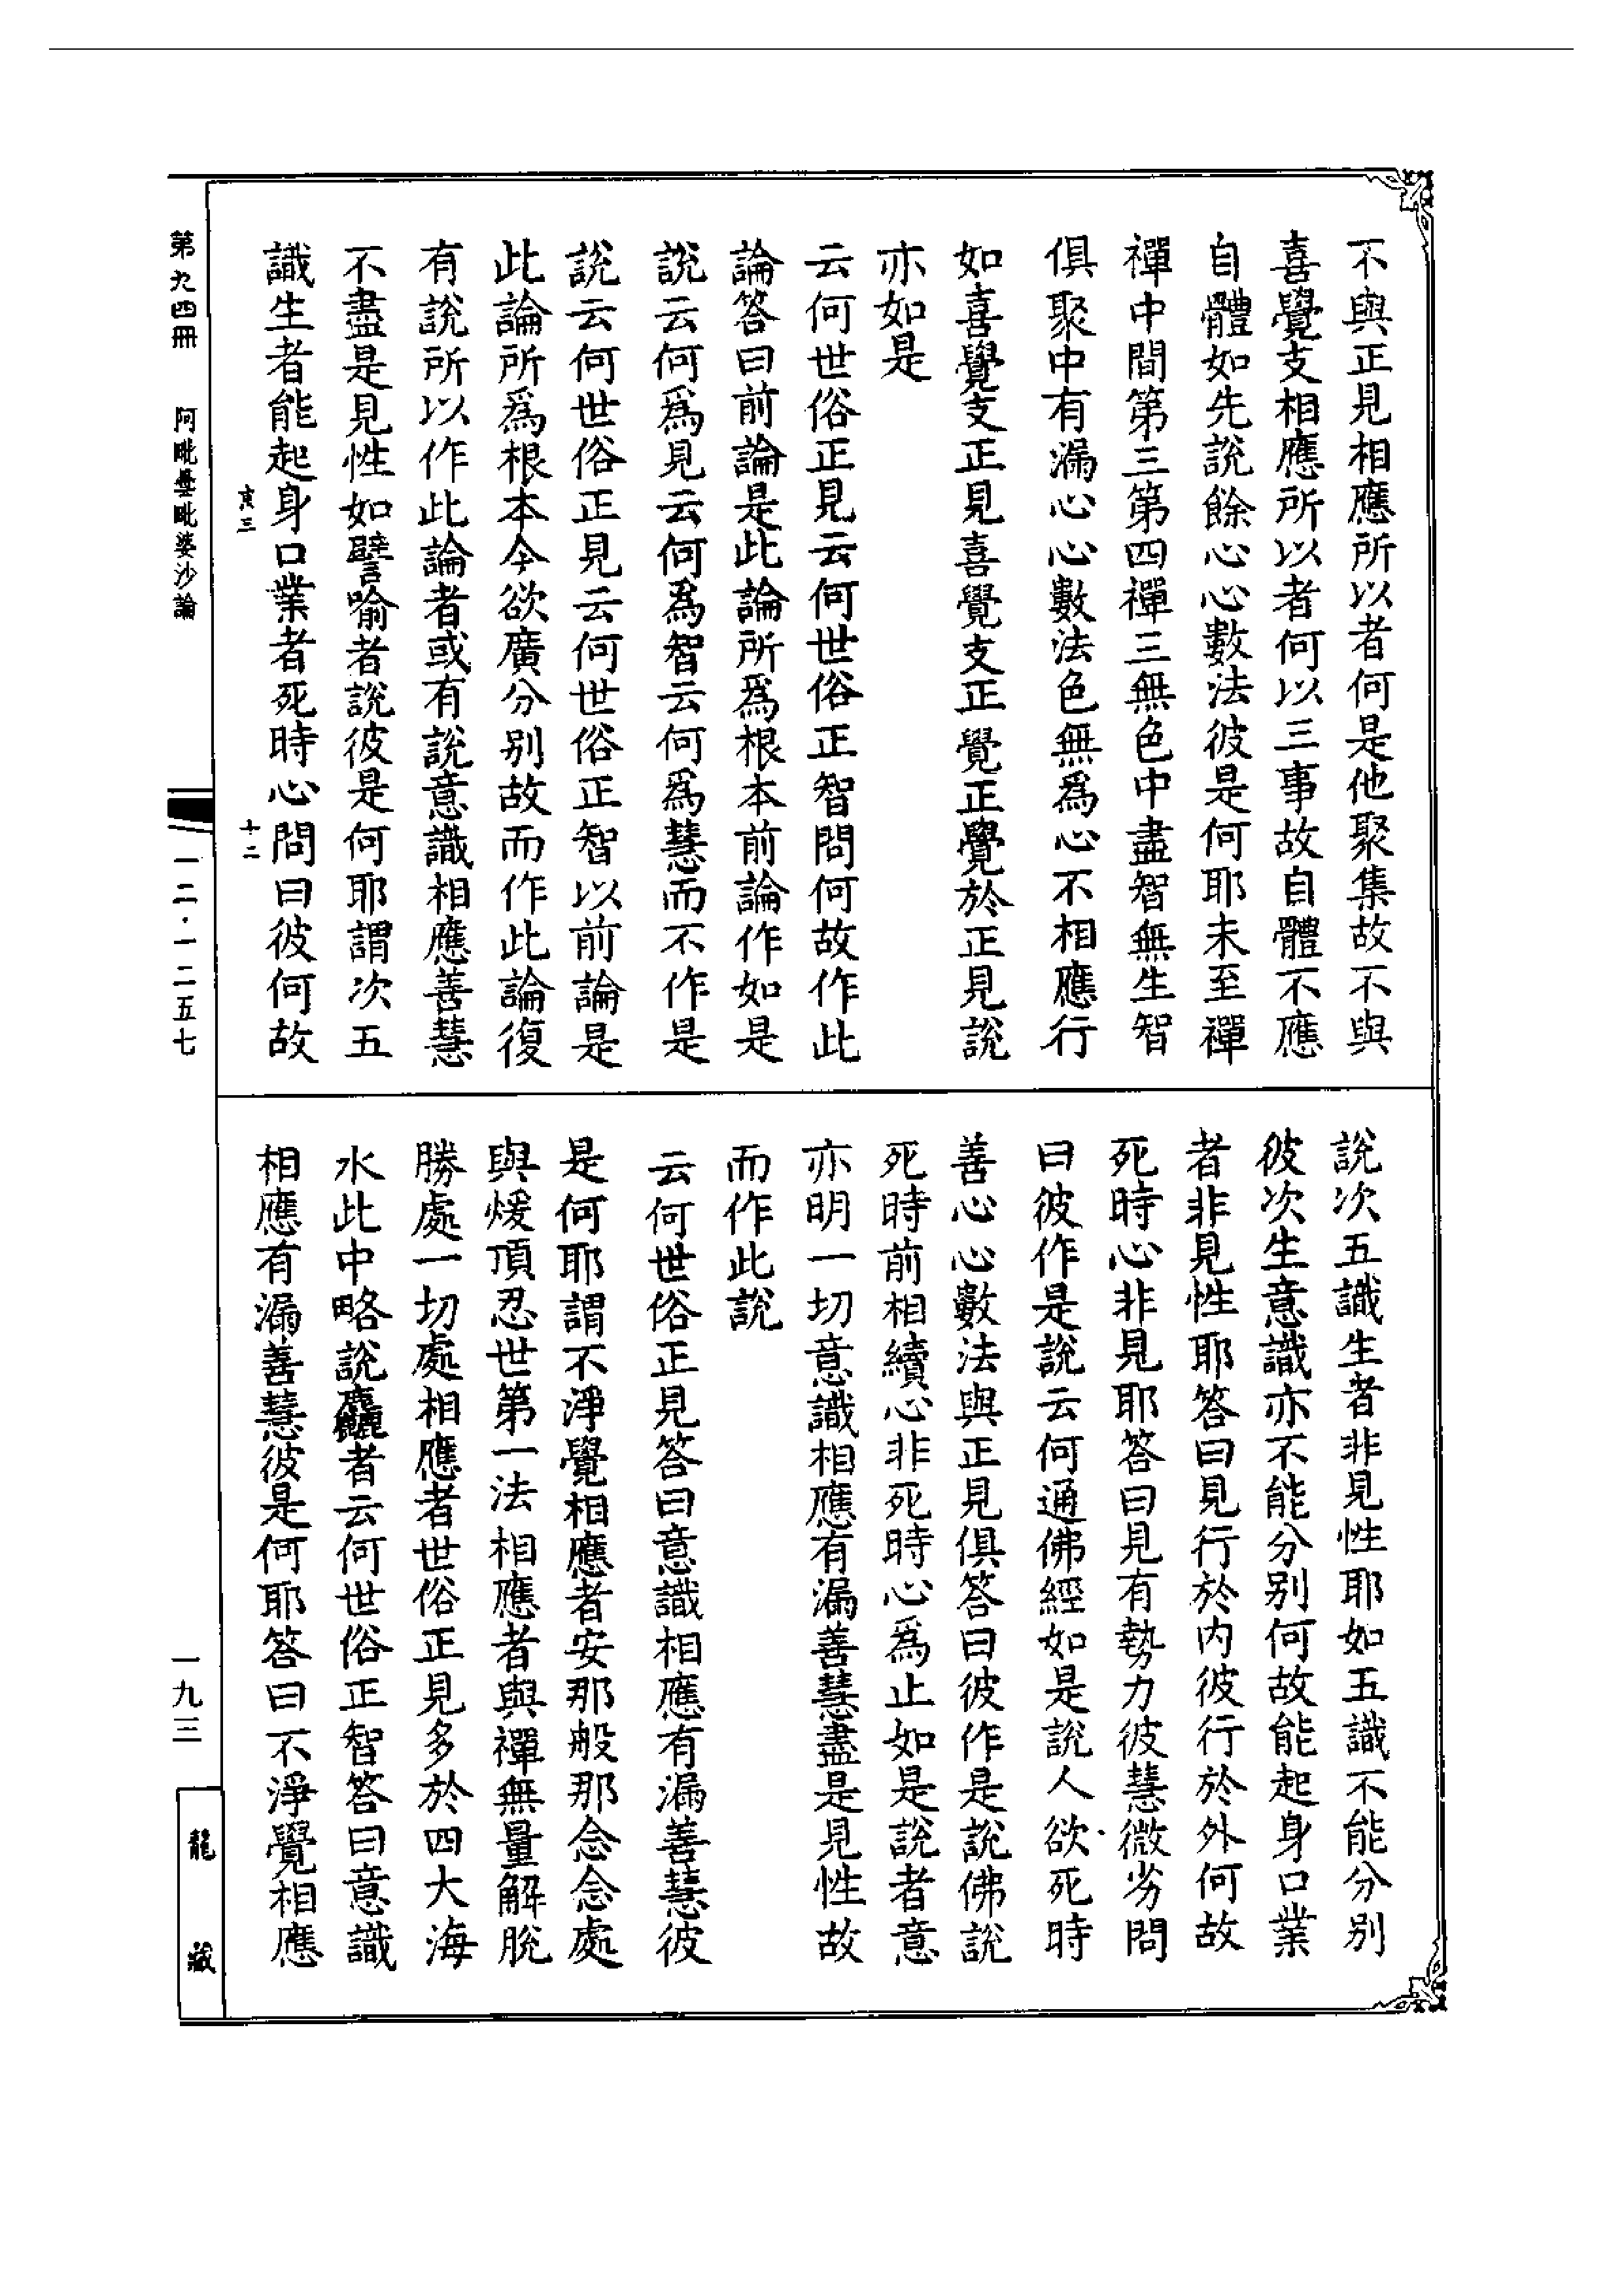 不與正見相應所以者何是他聚集故不與
喜覺支相應所以者何以三事故自體不應
自體如先說餘心心數法彼是何耶未至禪
禪中間第三第四禪三無色中盡智無生智
俱聚中有漏心心數法色無爲心不相應行
如喜覺支正見喜覺支正覺正覺於正見說
亦如是
云何世俗正見云何世俗正智問何故作此
論答曰前論是此論所爲根本前論作如是
說云何爲見云何爲智云何爲慧而不作是
說云何世俗正見云何世俗正智以前論是
此論所爲根本今欲廣分别故而作此論復
有說所以作此論者或有說意識相應善慧
不盡是見性如譬喻者說彼是何耶謂次五
識生者能起身口業者死時心問曰彼何故
說次五識生者非見性耶如五識不能分别
彼次生意識亦不能分别何故能起身口業
者非見性耶答曰見行於内彼行於外何故
死時心非見耶答曰見有勢力彼慧微劣問
曰彼作是說云何通佛經如是說人欲死時
善心心數法與正見俱答曰彼作是說佛說
死時前相續心非死時心爲止如是說者意
亦明一切意識相應有漏善慧盡是見性故
而作此說
云何世俗正見答曰意識相應有漏善慧彼
是何耶謂不淨覺相應者安那般那念念處
與煖頂忍世第一法相應者與禪無量解脫
勝處一切處相應者世俗正見多於四大海
水此中略說麤者云何世俗正智答曰意識
相應有漏善慧彼是何耶答曰不淨覺相應
第九四冊　阿毗曇毗婆沙論
十二
一二·一二五七
一九三
龍藏